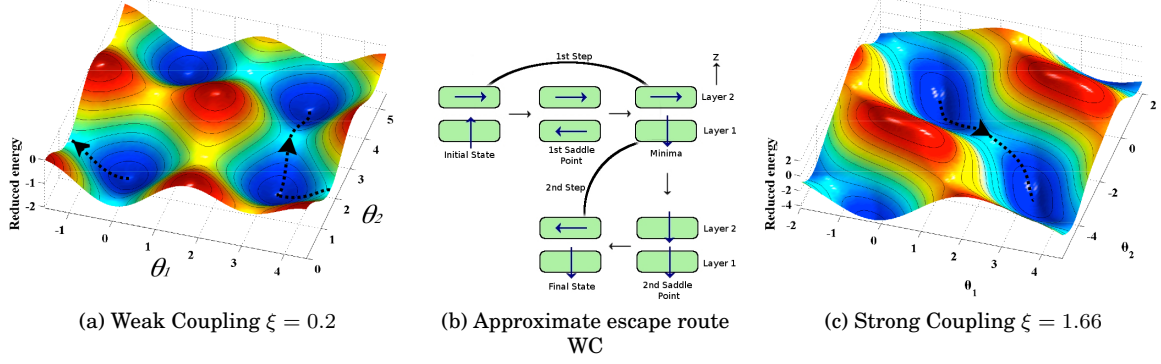 Reduced energy
0
-1
-2
-1
0
1
2
3
4
0
1
2
3
4
5
θ1
θ2
(a) Weak Coupling ξ = 0.2
1st Step
z
Layer 2
Layer 1
Initial State
1st Saddle
Point
Minima
2nd Step
Layer 2
Layer 1
Final State
2nd Saddle
Point
(b) Approximate escape route
WC
Reduced energy
2
0
-2
-4
-2
-1
0
1
2
3
4
2
0
-2
-4
θ1
θ2
(c) Strong Coupling ξ = 1.66